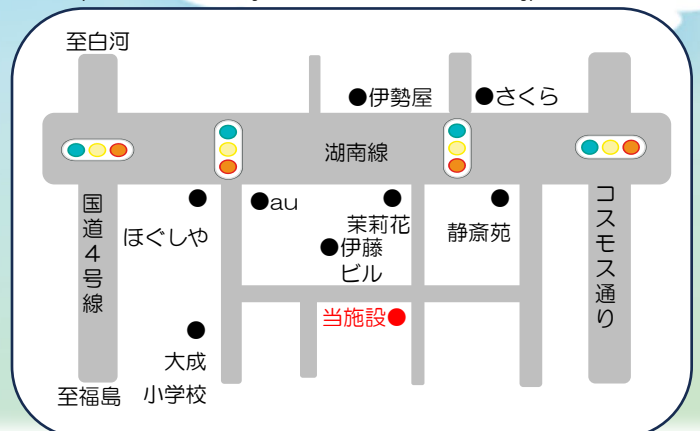 至白河
伊勢屋
さくら
湖南線
国道４号線
ほぐしや
au
茉莉花
伊藤
ビル
静斎苑
コスモス通り
当施設
大成
小学校
至福島